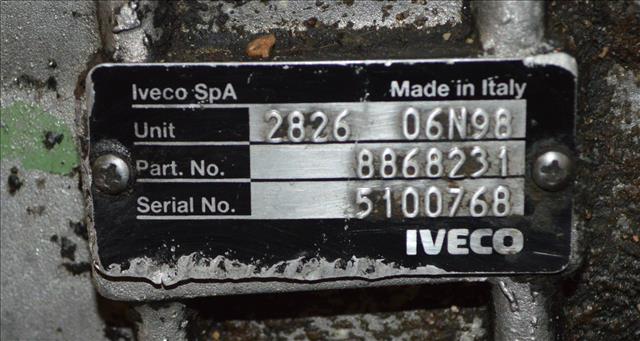 Iveco SpA Made in Italy
Unit 2826 06N98
Part. No. 8868231
Serial No. 5100768
IVECO